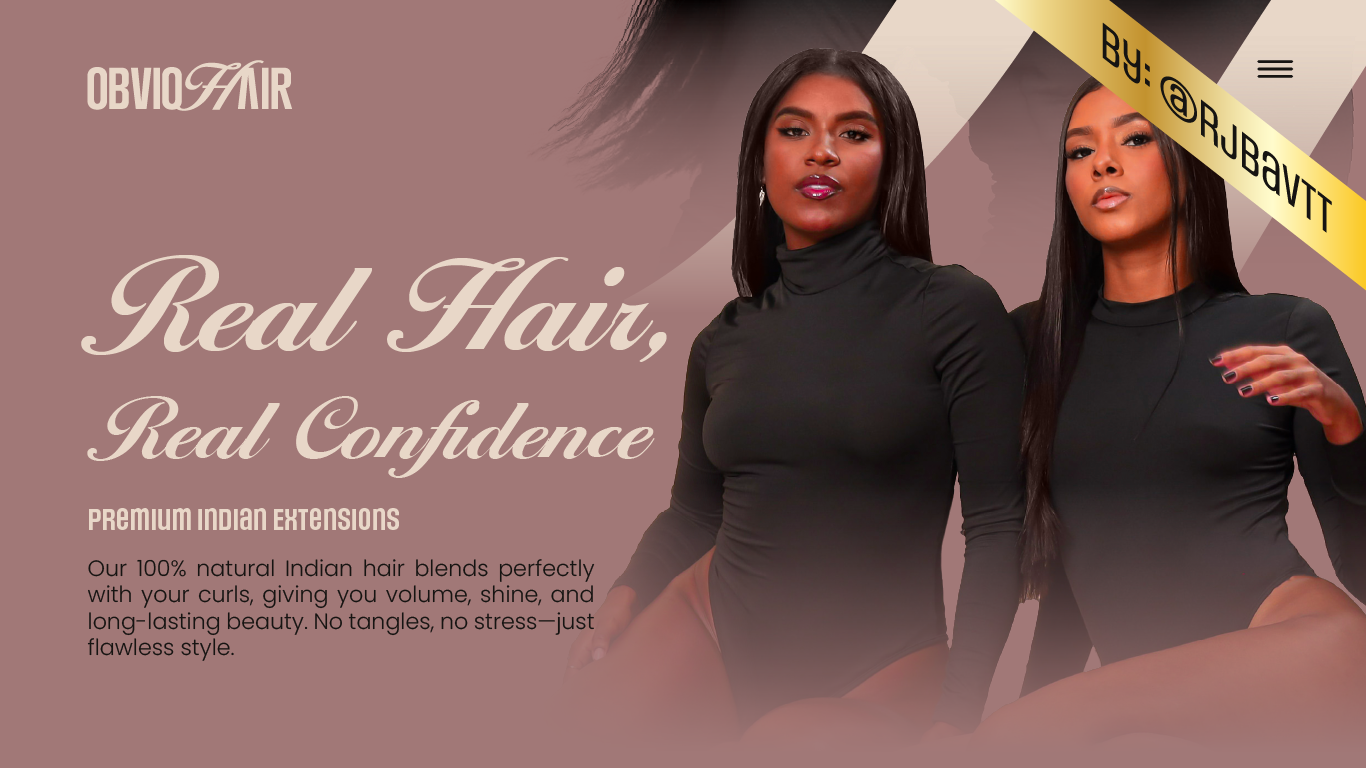 OBVIOHAIR
BY: @RJBaVTT
Real Hair,
Real Confidence
PREMIUM INDIAN EXTENSIONS
Our 100% natural Indian hair blends perfectly
with your curls, giving you volume, shine, and
long-lasting beauty. No tangles, no stress—just
flawless style.